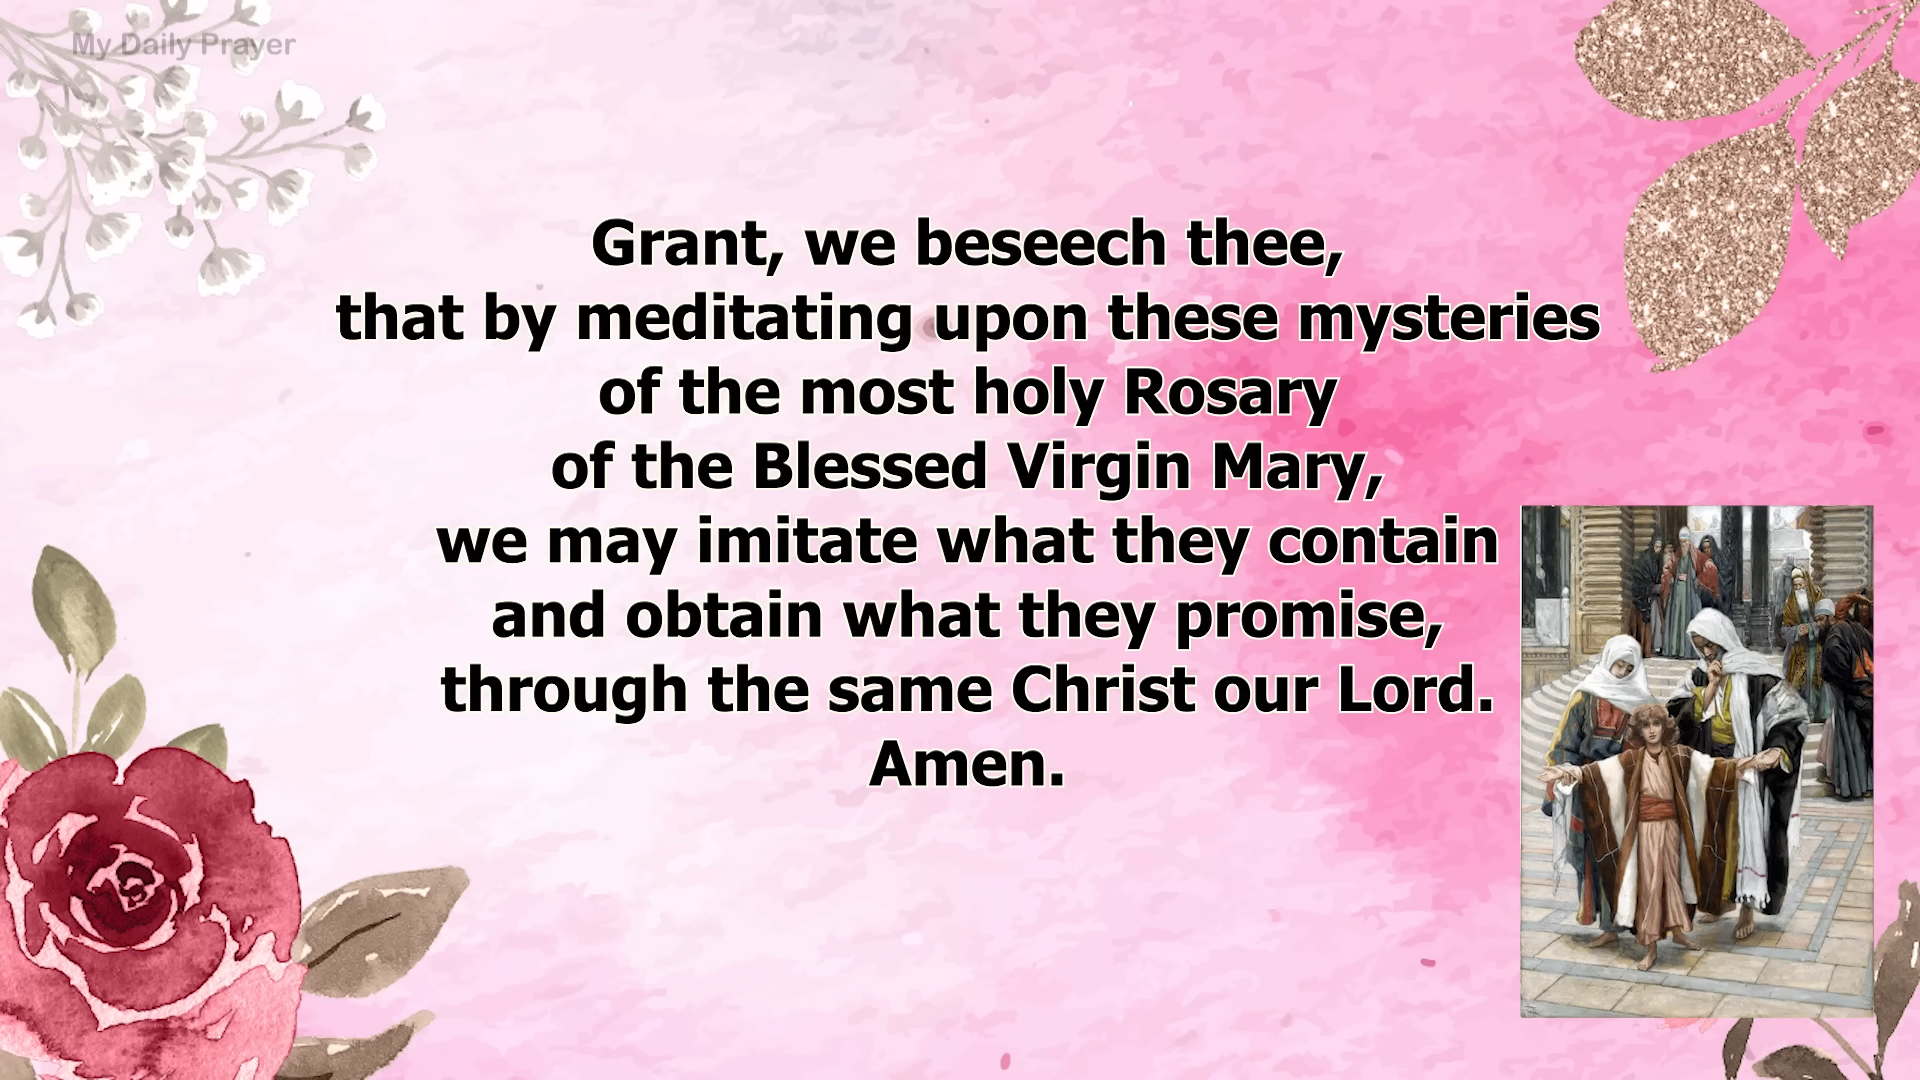 My Daily Prayer
Grant, we beseech thee,
that by meditating upon these mysteries
of the most holy Rosary
of the Blessed Virgin Mary,
we may imitate what they contain
and obtain what they promise,
through the same Christ our Lord.
Amen.